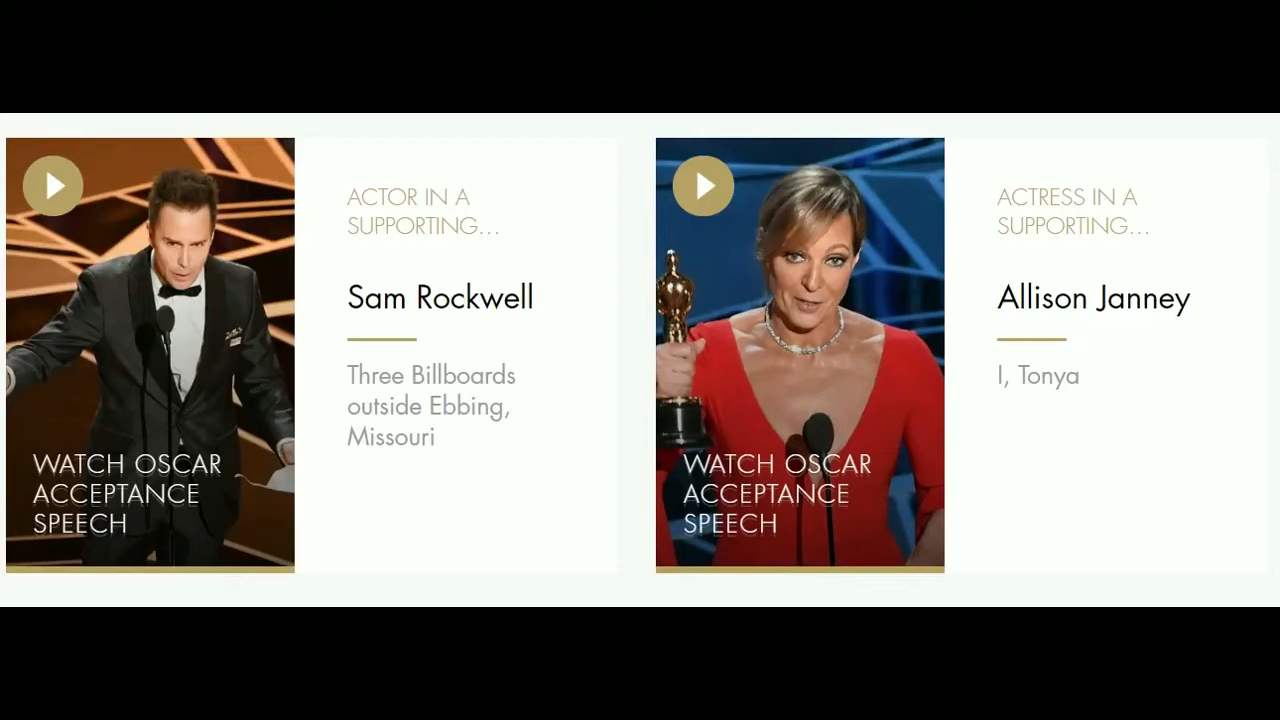 ACTOR IN A
SUPPORTING...
Sam Rockwell
Three Billboards
outside Ebbing,
Missouri
WATCH OSCAR
ACCEPTANCE
SPEECH
ACTRESS IN A
SUPPORTING...
Allison Janney
I, Tonya
WATCH OSCAR
ACCEPTANCE
SPEECH